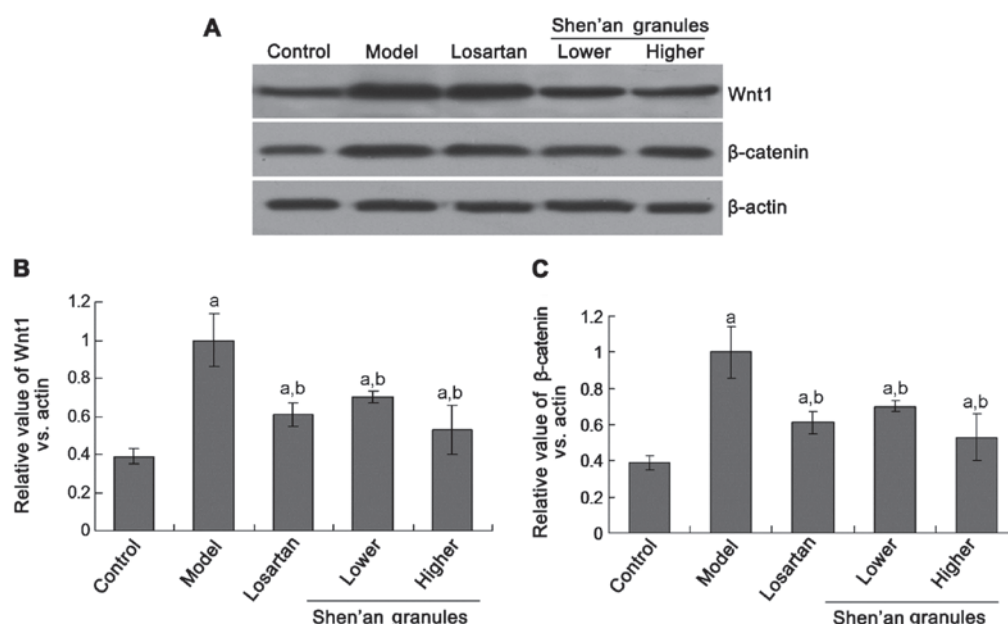 A
Shen'an granules
Control Model Losartan Lower Higher
Wnt1
β-catenin
β-actin
B
Relative value of Wnt1
vs. actin
1.2
1
0.8
0.6
0.4
0.2
0
a
a,b
a,b
a,b
Control
Model
Losartan
Lower
Higher
Shen'an granules
C
Relative value of β-catenin
vs. actin
1.2
1
0.8
0.6
0.4
0.2
0
a
a,b
a,b
a,b
Control
Model
Losartan
Lower
Higher
Shen'an granules